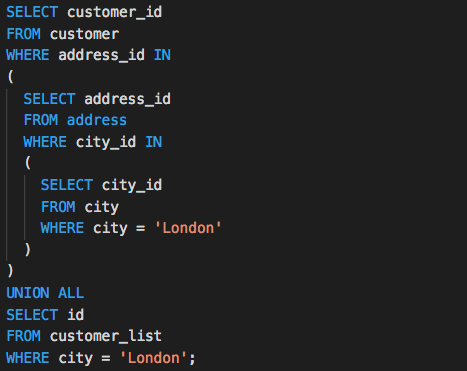 SELECT customer_id
FROM customer
WHERE address_id IN
(
  SELECT address_id
  FROM address
  WHERE city_id IN
  (
    SELECT city_id
    FROM city
    WHERE city = 'London'
  )
)
UNION ALL
SELECT id
FROM customer_list
WHERE city = 'London';